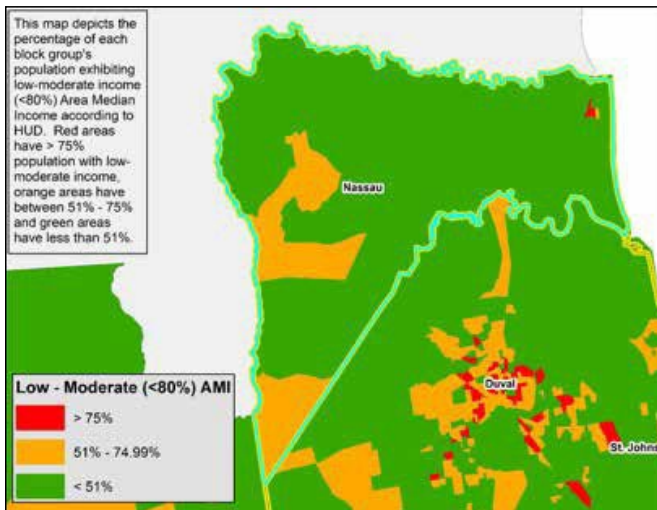 This map depicts the
percentage of each
block group's
population exhibiting
low-moderate income
(<80%) Area Median
Income according to
HUD. Red areas
have > 75%
population with low-
moderate income,
orange areas have
between 51% - 75%
and green areas
have less than 51%.
Nassau
Duval
St. Johns
Low - Moderate (<80%) AMI
> 75%
51% - 74.99%
< 51%